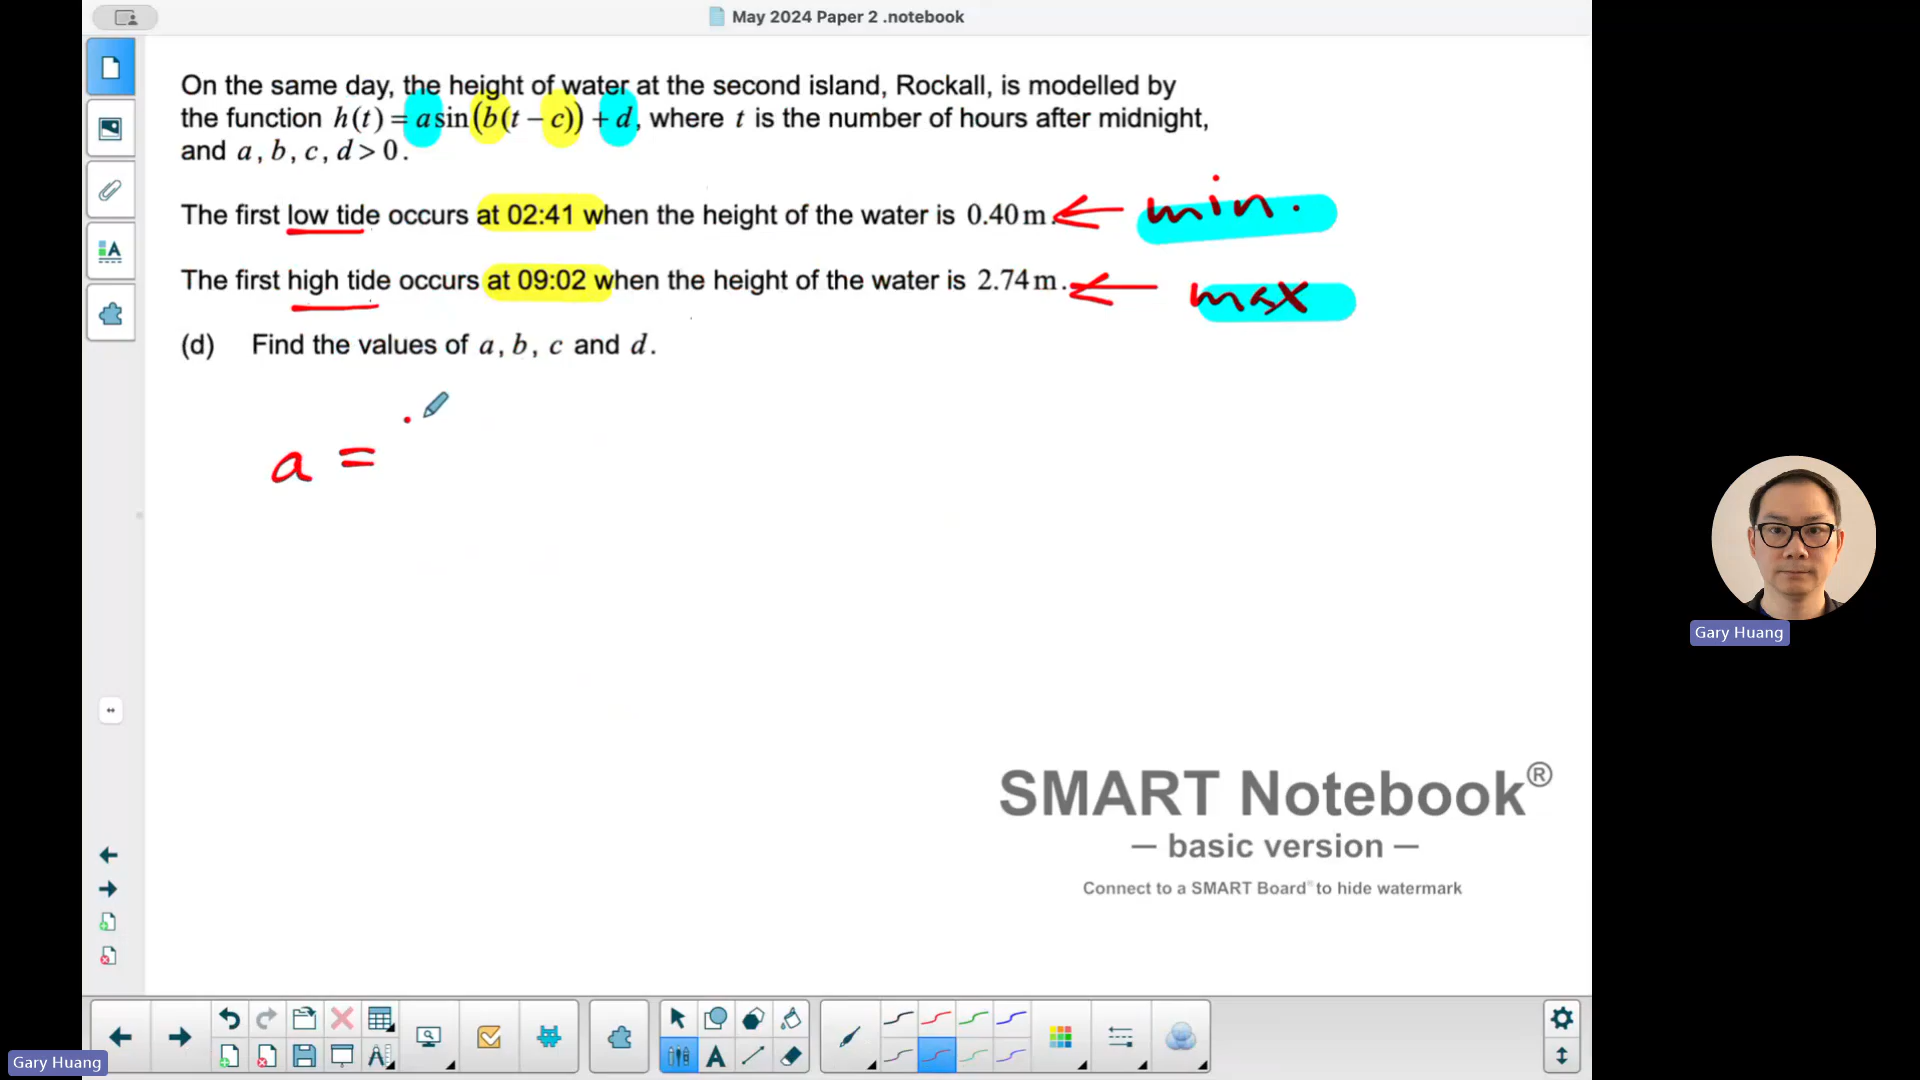 May 2024 Paper 2 .notebook
On the same day, the height of water at the second island, Rockall, is modelled by
the function h(t) = a sin(b(t − c)) + d, where t is the number of hours after midnight,
and a, b, c, d > 0.
The first low tide occurs at 02:41 when the height of the water is 0.40 m. ← min.
The first high tide occurs at 09:02 when the height of the water is 2.74 m. ← max
(d) Find the values of a, b, c and d.
a =
Gary Huang
SMART Notebook®
— basic version —
Connect to a SMART Board® to hide watermark
Gary Huang